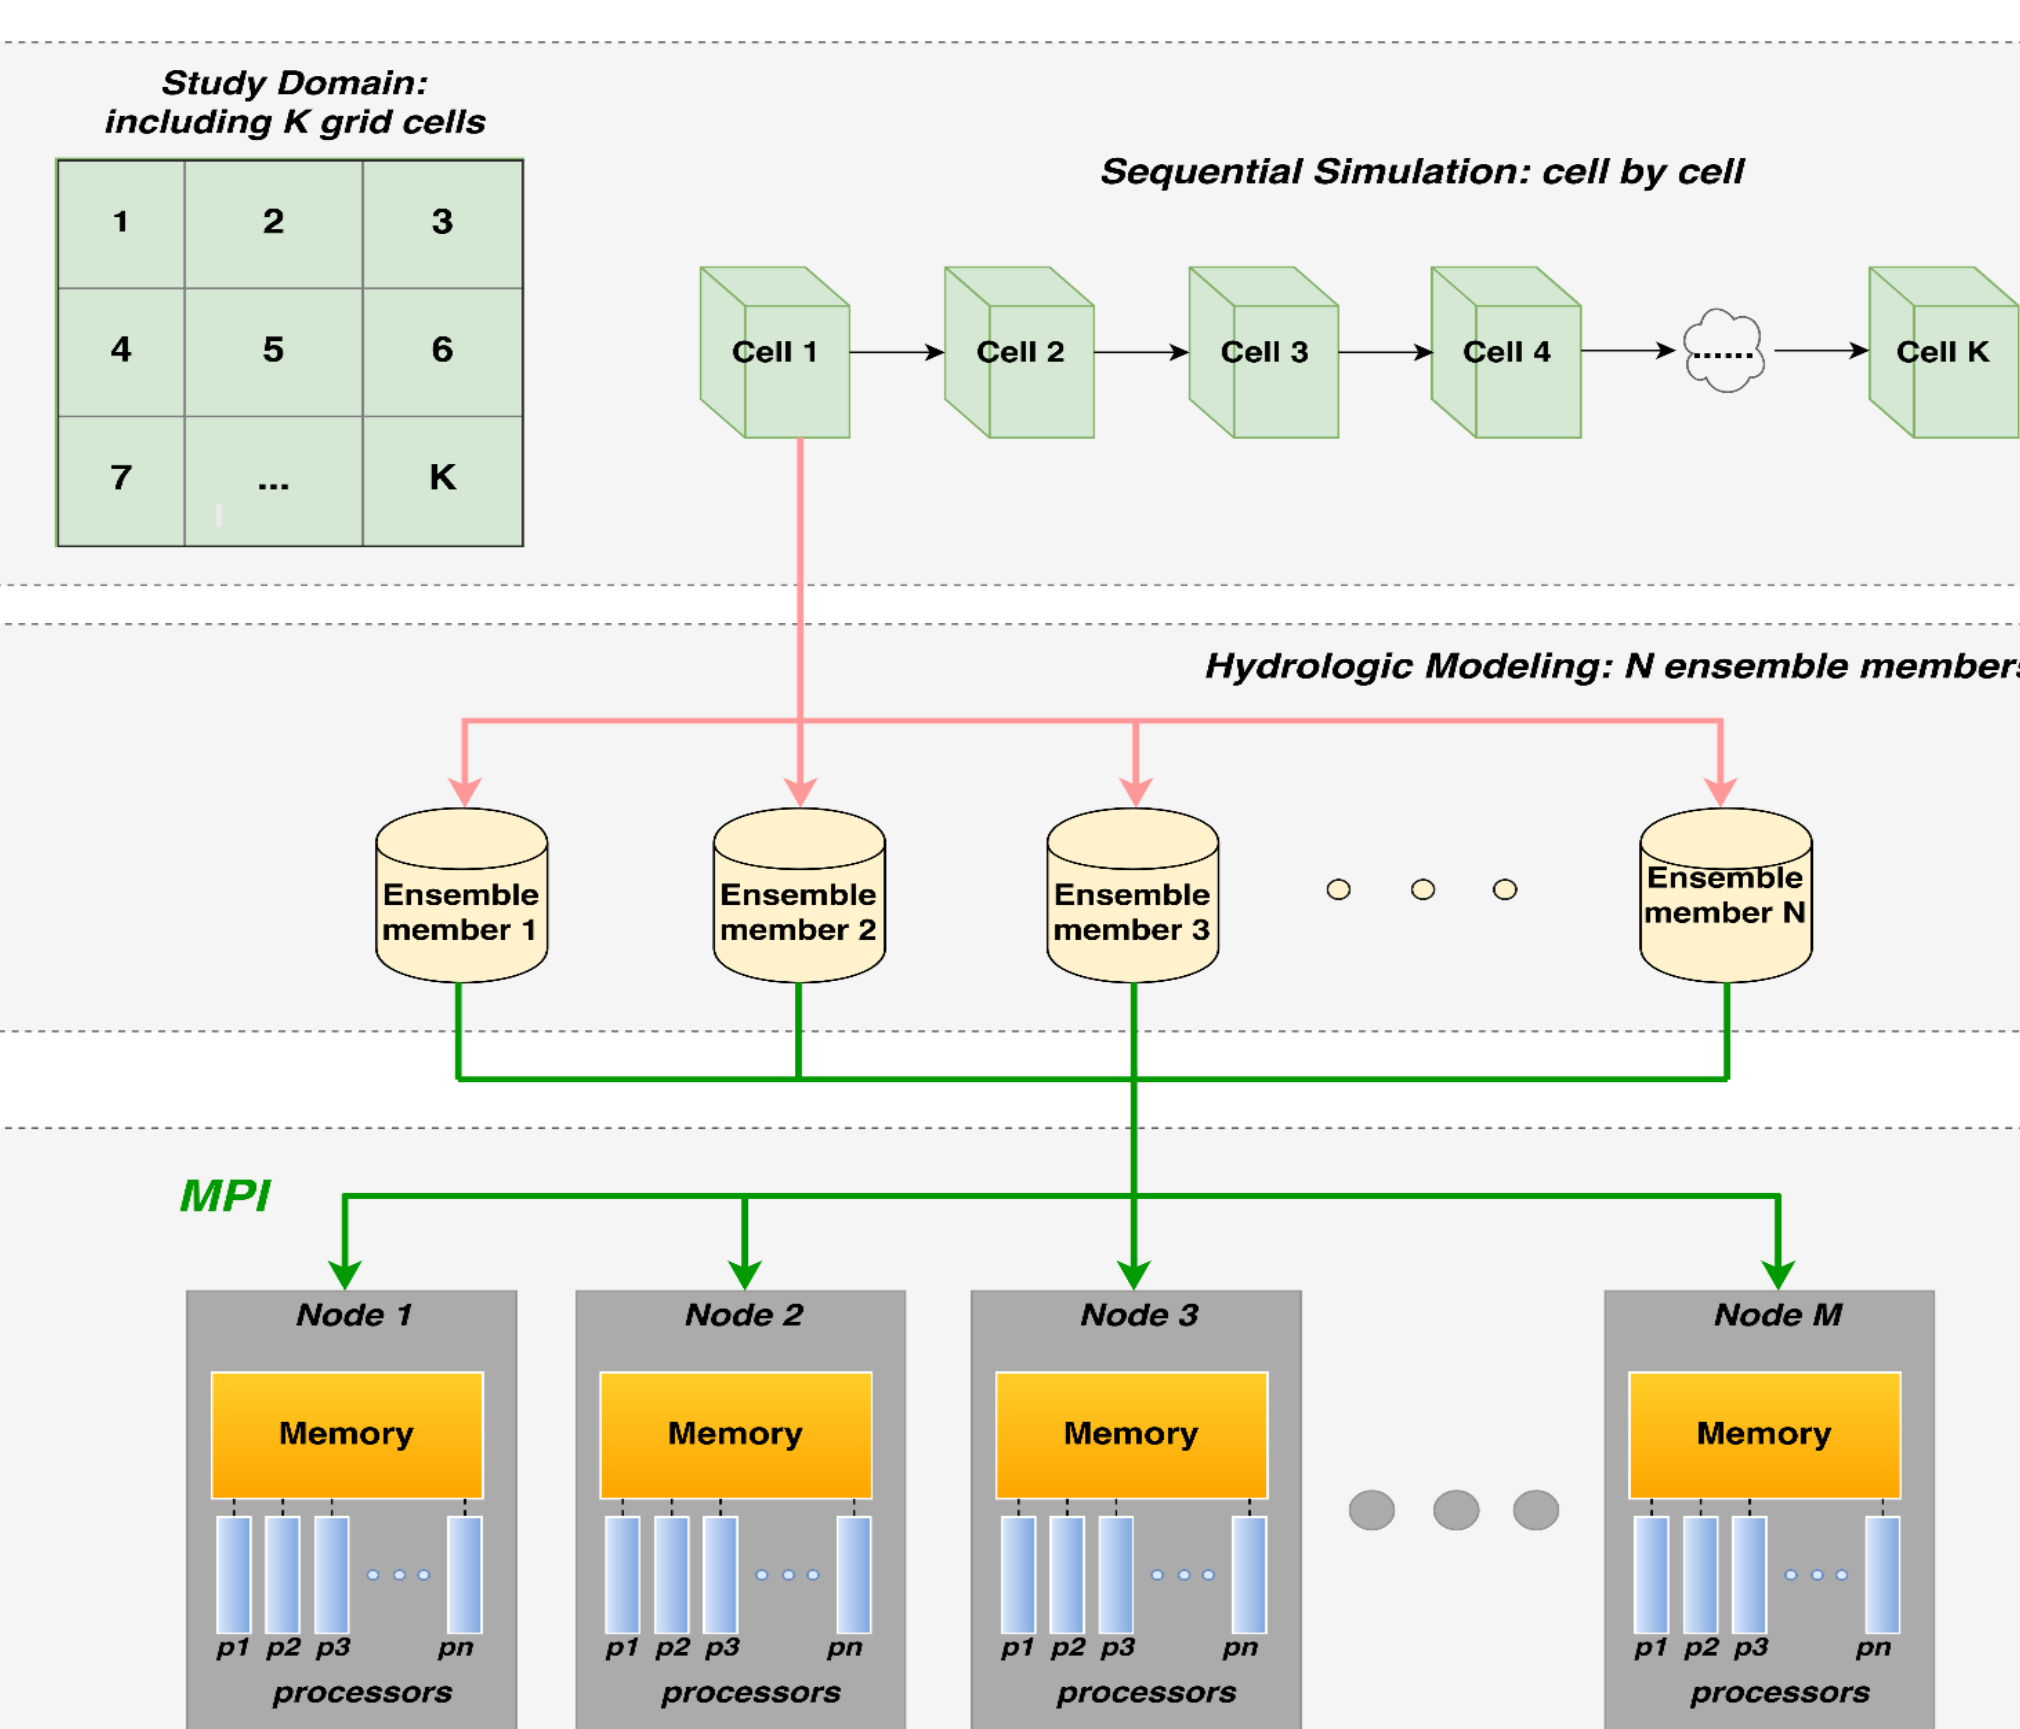 Study Domain:
including K grid cells
1 2 3
4 5 6
7 ... K
Sequential Simulation: cell by cell
Cell 1 Cell 2 Cell 3 Cell 4 ...... Cell K
Hydrologic Modeling: N ensemble members
Ensemble
member 1
Ensemble
member 2
Ensemble
member 3
Ensemble
member N
MPI
Node 1
Memory
p1 p2 p3 pn
processors
Node 2
Memory
p1 p2 p3 pn
processors
Node 3
Memory
p1 p2 p3 pn
processors
Node M
Memory
p1 p2 p3 pn
processors